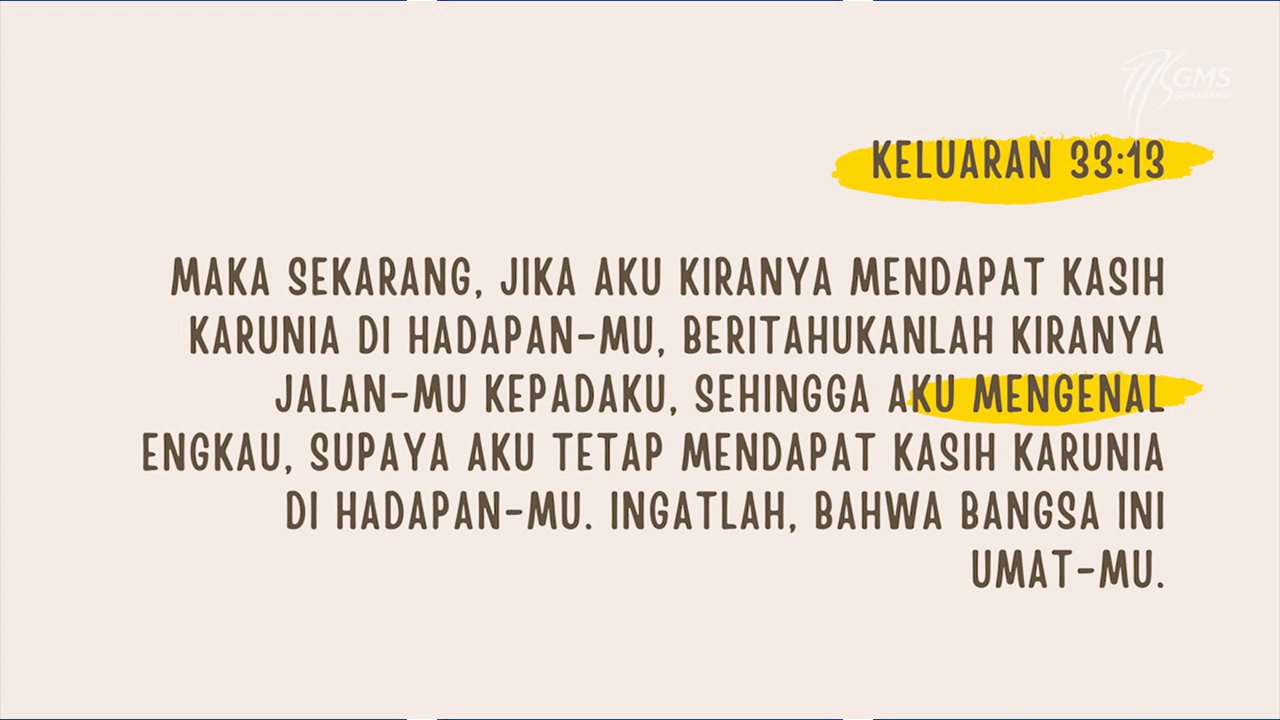 GMS
SEMARANG
KELUARAN 33:13
MAKA SEKARANG, JIKA AKU KIRANYA MENDAPAT KASIH
KARUNIA DI HADAPAN-MU, BERITAHUKANLAH KIRANYA
JALAN-MU KEPADAKU, SEHINGGA AKU MENGENAL
ENGKAU, SUPAYA AKU TETAP MENDAPAT KASIH KARUNIA
DI HADAPAN-MU. INGATLAH, BAHWA BANGSA INI
UMAT-MU.